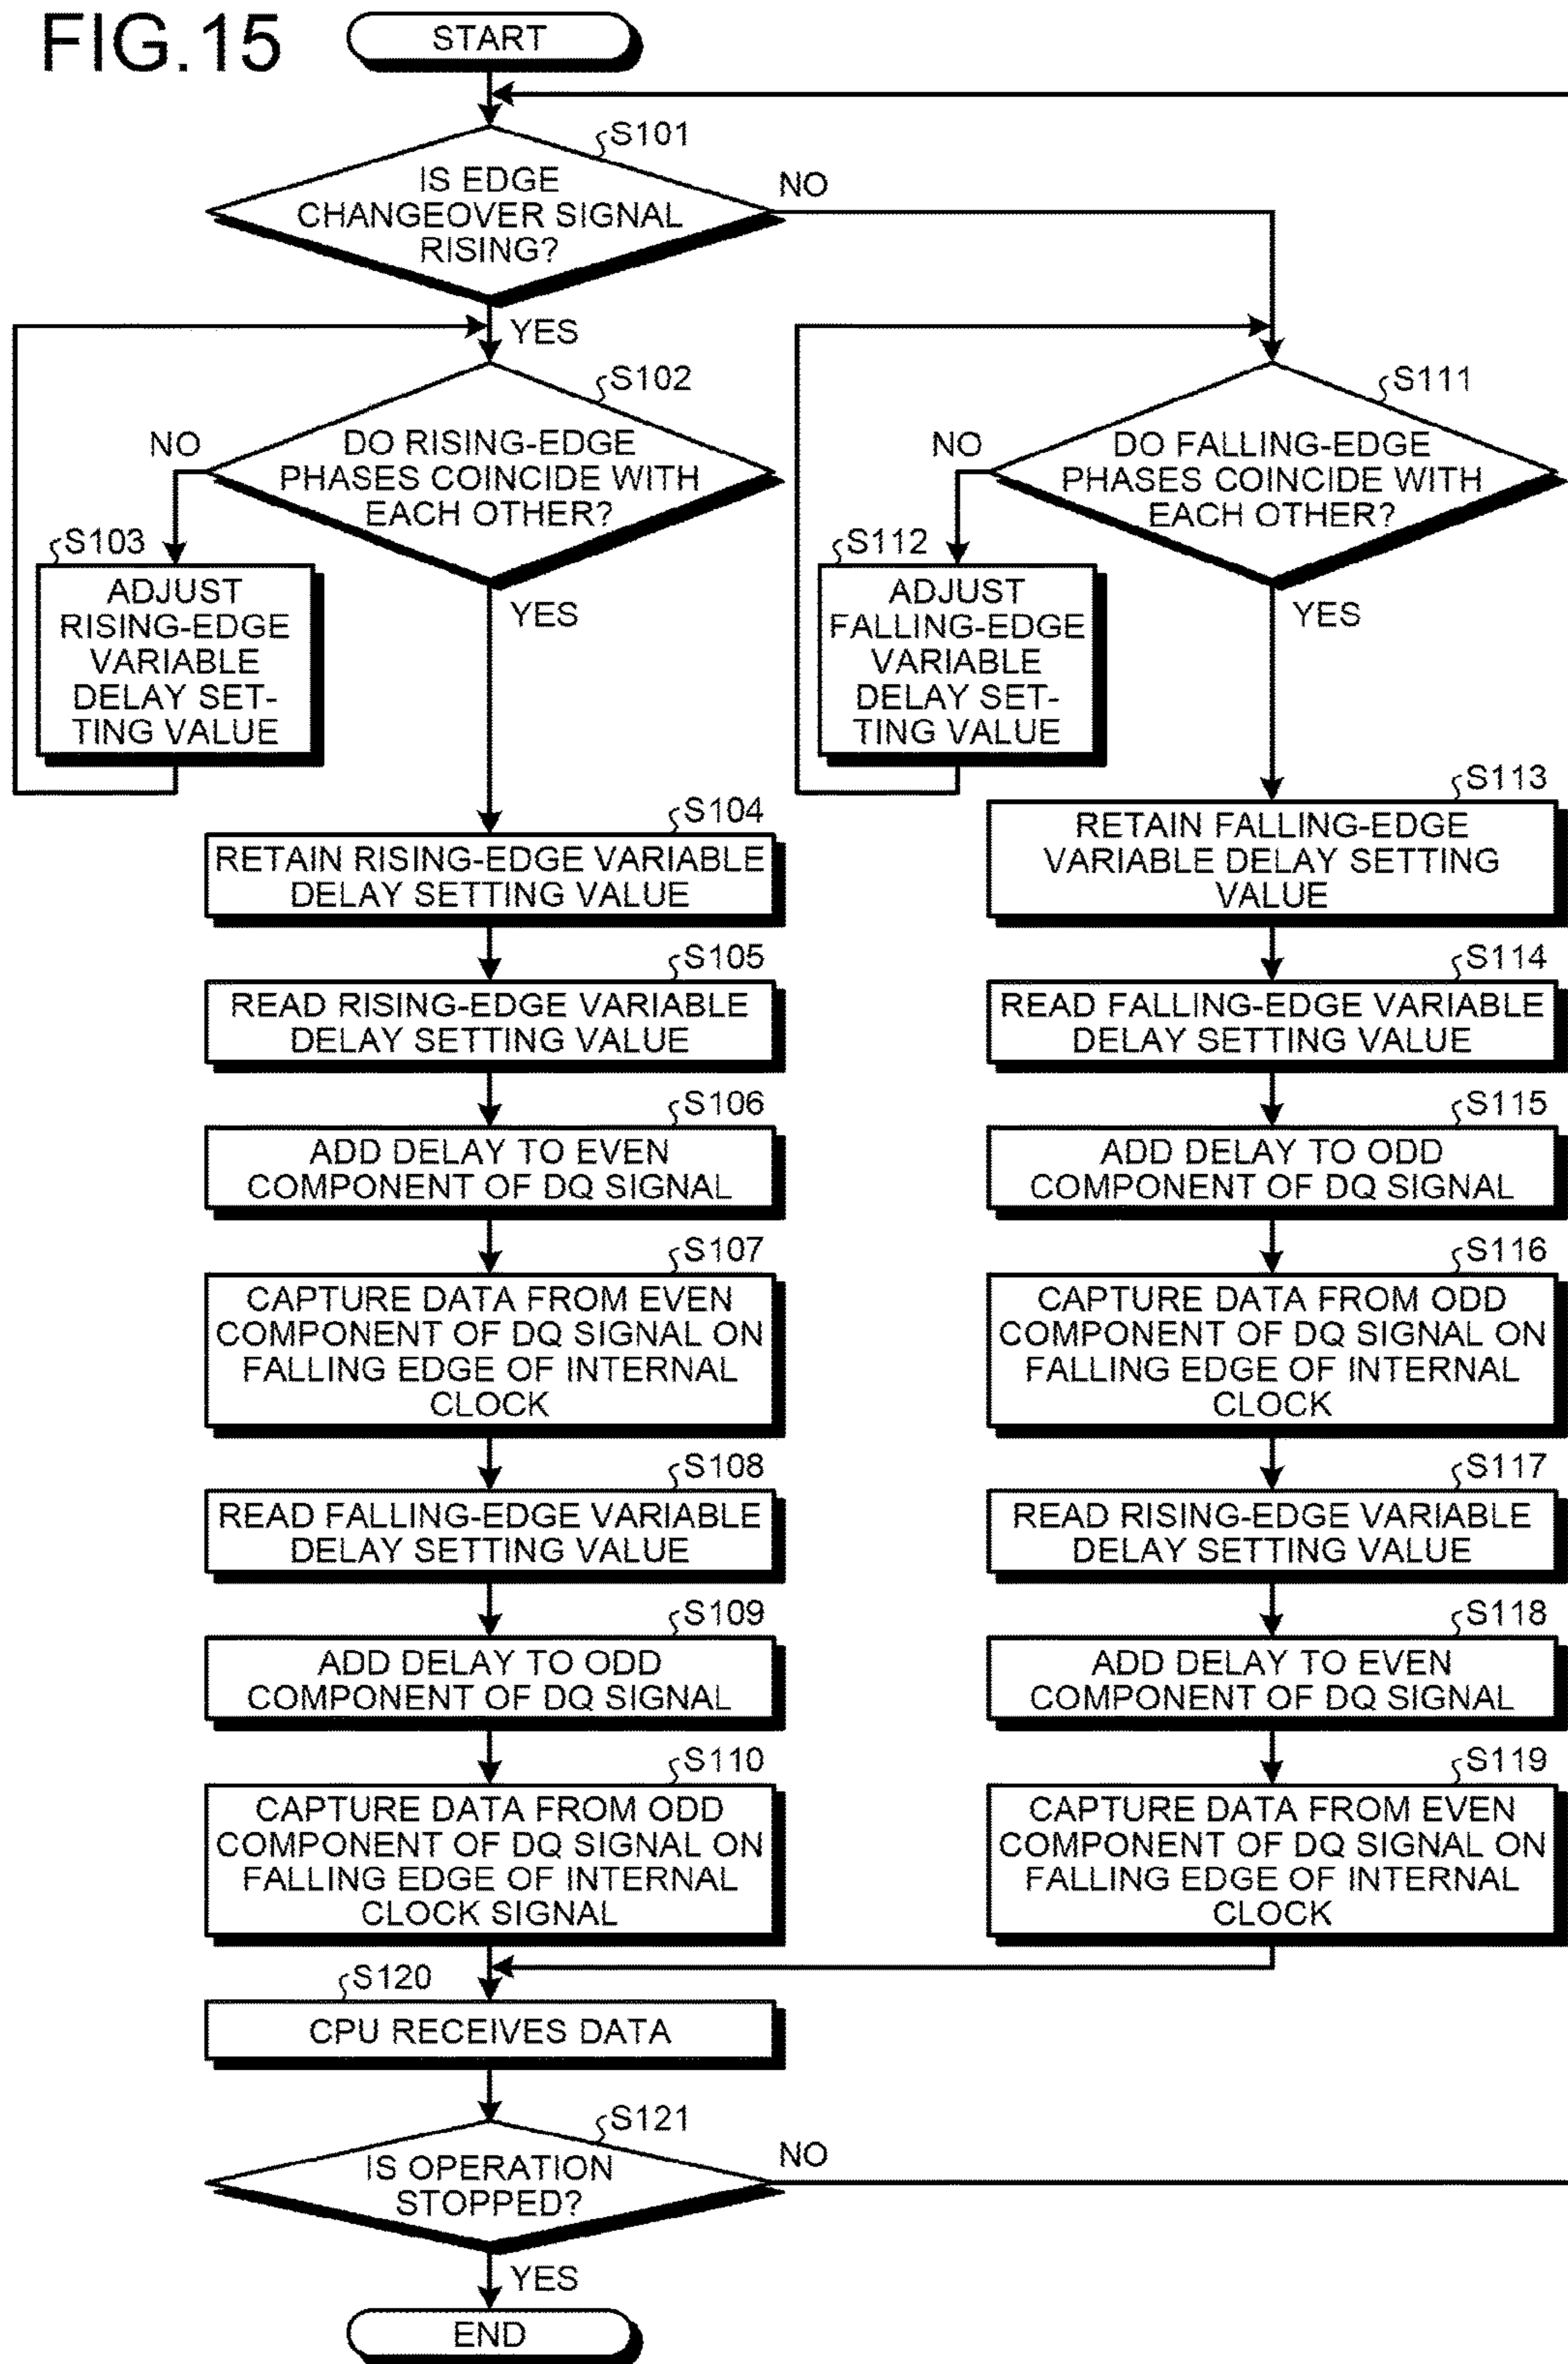 FIG.15
START
S101
IS EDGE
CHANGEOVER SIGNAL
RISING?
NO
YES
S102
DO RISING-EDGE
PHASES COINCIDE WITH
EACH OTHER?
NO
S103
ADJUST
RISING-EDGE
VARIABLE
DELAY SET-
TING VALUE
YES
S104
RETAIN RISING-EDGE VARIABLE
DELAY SETTING VALUE
S105
READ RISING-EDGE VARIABLE
DELAY SETTING VALUE
S106
ADD DELAY TO EVEN
COMPONENT OF DQ SIGNAL
S107
CAPTURE DATA FROM EVEN
COMPONENT OF DQ SIGNAL ON
FALLING EDGE OF INTERNAL
CLOCK
S108
READ FALLING-EDGE VARIABLE
DELAY SETTING VALUE
S109
ADD DELAY TO ODD
COMPONENT OF DQ SIGNAL
S110
CAPTURE DATA FROM ODD
COMPONENT OF DQ SIGNAL ON
FALLING EDGE OF INTERNAL
CLOCK SIGNAL
S111
DO FALLING-EDGE
PHASES COINCIDE WITH
EACH OTHER?
NO
S112
ADJUST
FALLING-EDGE
VARIABLE
DELAY SET-
TING VALUE
YES
S113
RETAIN FALLING-EDGE
VARIABLE DELAY SETTING
VALUE
S114
READ FALLING-EDGE VARIABLE
DELAY SETTING VALUE
S115
ADD DELAY TO ODD
COMPONENT OF DQ SIGNAL
S116
CAPTURE DATA FROM ODD
COMPONENT OF DQ SIGNAL ON
FALLING EDGE OF INTERNAL
CLOCK
S117
READ RISING-EDGE VARIABLE
DELAY SETTING VALUE
S118
ADD DELAY TO EVEN
COMPONENT OF DQ SIGNAL
S119
CAPTURE DATA FROM EVEN
COMPONENT OF DQ SIGNAL ON
FALLING EDGE OF INTERNAL
CLOCK
S120
CPU RECEIVES DATA
S121
IS OPERATION
STOPPED?
NO
YES
END